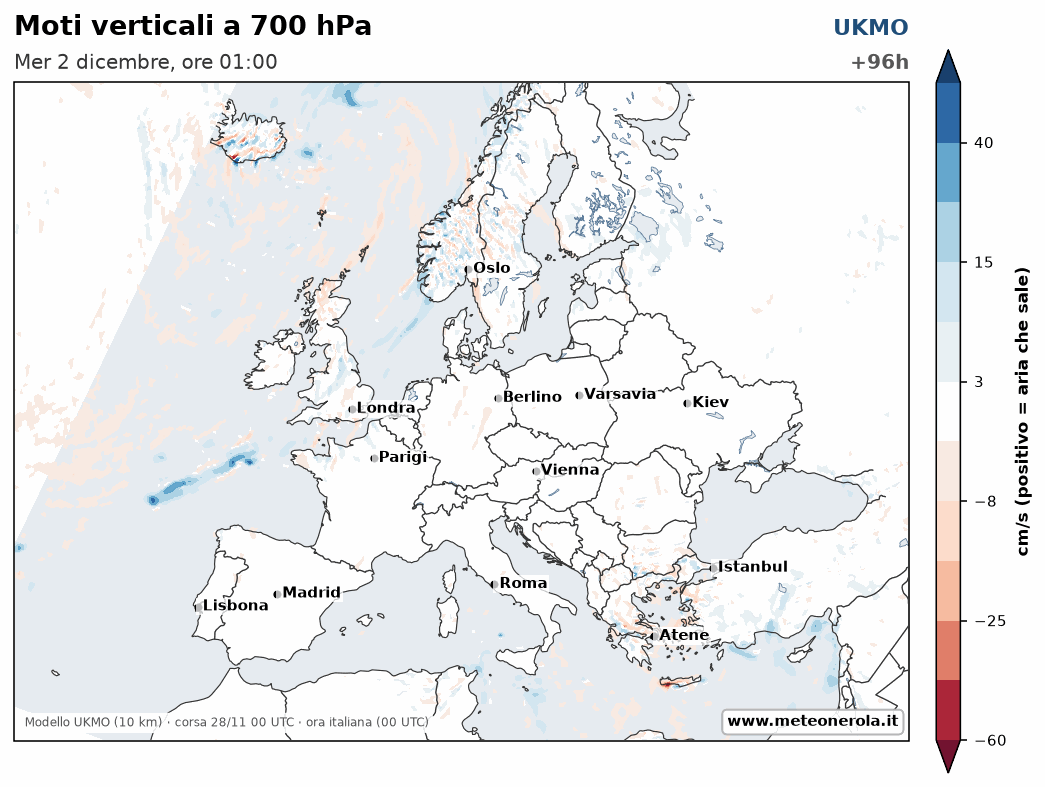 Moti verticali a 700 hPa
UKMO
Mer 2 dicembre, ore 01:00
+96h
40
15
3
−8
−25
−60
cm/s (positivo = aria che sale)
Oslo
Berlino
Varsavia
Kiev
Londra
Parigi
Vienna
Istanbul
Roma
Madrid
Lisbona
Atene
Modello UKMO (10 km) · corsa 28/11 00 UTC · ora italiana (00 UTC)
www.meteonerola.it